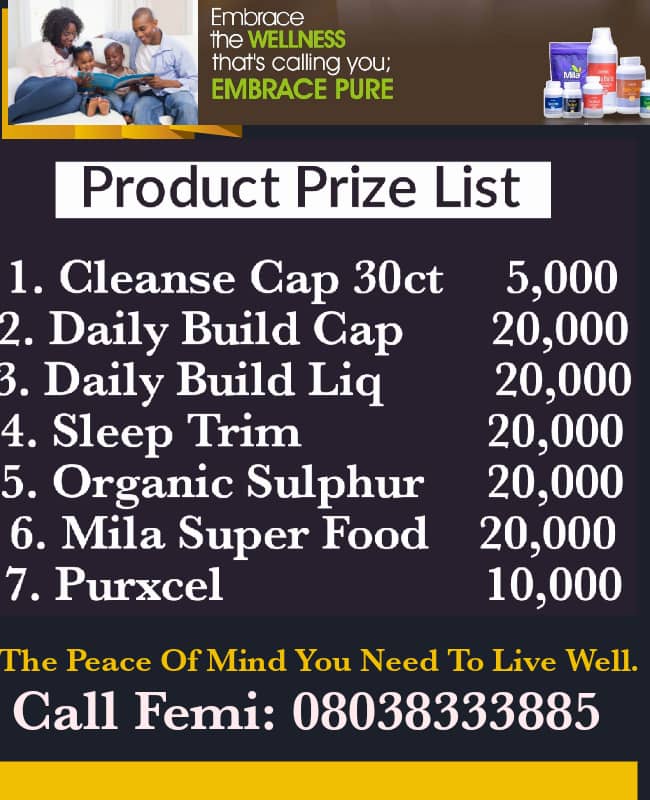 Embrace
the WELLNESS
that's calling you;
EMBRACE PURE
Mila
Product Prize List
1. Cleanse Cap 30ct 5,000
2. Daily Build Cap 20,000
3. Daily Build Liq 20,000
4. Sleep Trim 20,000
5. Organic Sulphur 20,000
6. Mila Super Food 20,000
7. Purxcel 10,000
The Peace Of Mind You Need To Live Well.
Call Femi: 08038333885